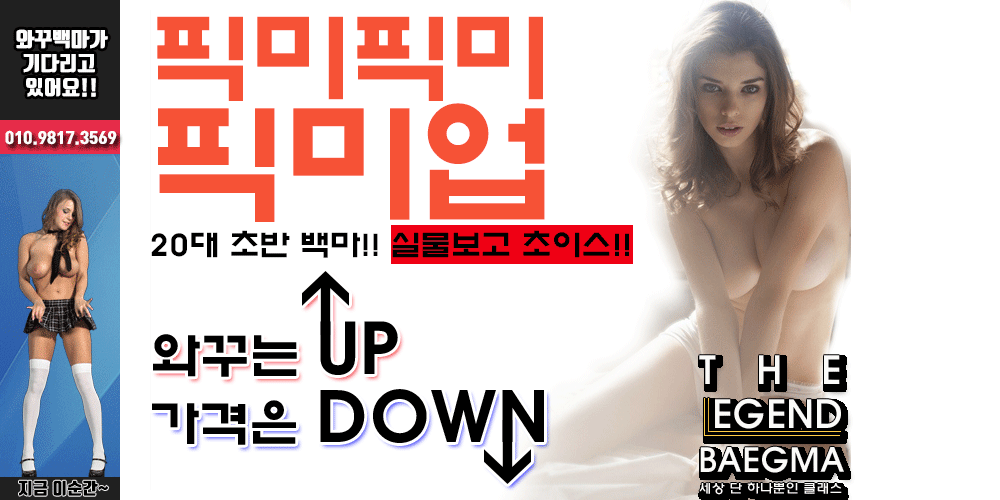 와꾸백마가
기다리고
있어요!!
010.9817.3569
지금 이순간~
픽미픽미
픽미업
20대 초반 백마!! 실물보고 초이스!!
와꾸는 UP
가격은 DOWN
THE
LEGEND
BAEGMA
세상 단 하나뿐인 클래스